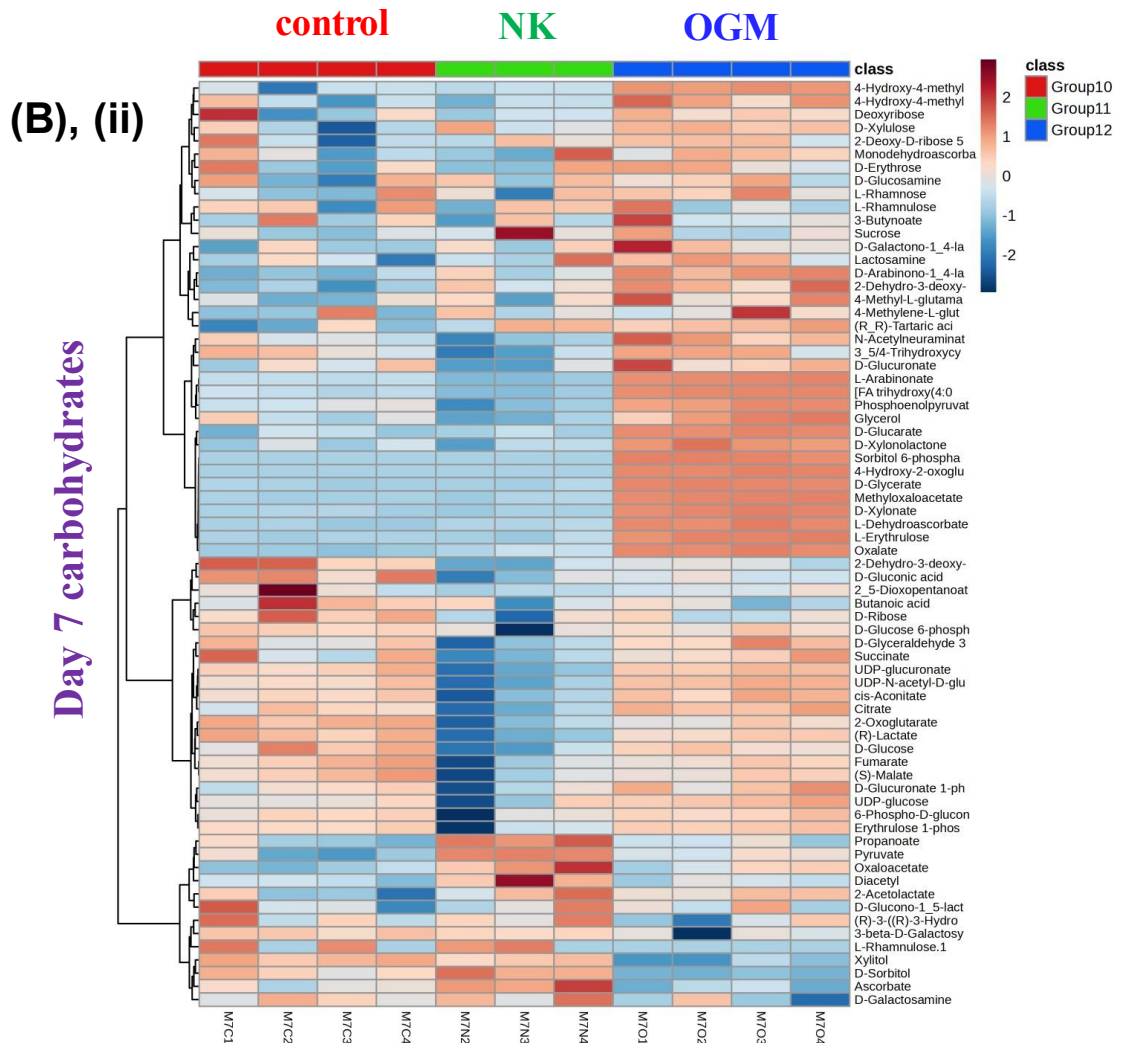 control NK OGM
(B), (ii)
Day 7 carbohydrates
class
class
Group10
Group11
Group12
2
1
0
-1
-2
4-Hydroxy-4-methyl
4-Hydroxy-4-methyl
Deoxyribose
D-Xylulose
2-Deoxy-D-ribose 5
Monodehydroascorba
D-Erythrose
D-Glucosamine
L-Rhamnose
L-Rhamnulose
3-Butynoate
Sucrose
D-Galactono-1_4-la
Lactosamine
D-Arabinono-1_4-la
2-Dehydro-3-deoxy-
4-Methyl-L-glutama
4-Methylene-L-glut
(R_R)-Tartaric aci
N-Acetylneuraminat
3_5/4-Trihydroxycy
D-Glucuronate
L-Arabinonate
[FA trihydroxy(4:0
Phosphoenolpyruvat
Glycerol
D-Glucarate
D-Xylonolactone
Sorbitol 6-phospha
4-Hydroxy-2-oxoglu
D-Glycerate
Methyloxaloacetate
D-Xylonate
L-Dehydroascorbate
L-Erythrulose
Oxalate
2-Dehydro-3-deoxy-
D-Gluconic acid
2_5-Dioxopentanoat
Butanoic acid
D-Ribose
D-Glucose 6-phosph
D-Glyceraldehyde 3
Succinate
UDP-glucuronate
UDP-N-acetyl-D-glu
cis-Aconitate
Citrate
2-Oxoglutarate
(R)-Lactate
D-Glucose
Fumarate
(S)-Malate
D-Glucuronate 1-ph
UDP-glucose
6-Phospho-D-glucon
Erythrulose 1-phos
Propanoate
Pyruvate
Oxaloacetate
Diacetyl
2-Acetolactate
D-Glucono-1_5-lact
(R)-3-((R)-3-Hydro
3-beta-D-Galactosy
L-Rhamnulose.1
Xylitol
D-Sorbitol
Ascorbate
D-Galactosamine
M7C1 M7C2 M7C3 M7C4 M7N2 M7N3 M7N4 M7O1 M7O2 M7O3 M7O4